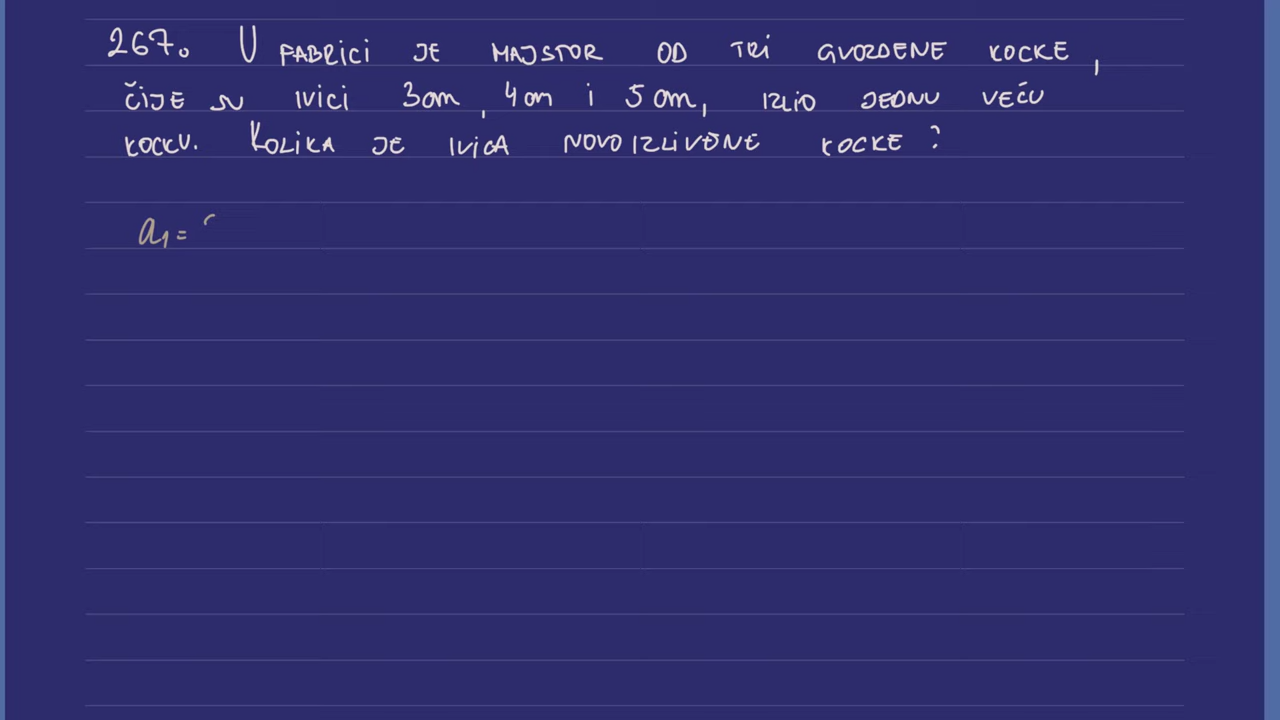 267. U FABRICI JE MAJSTOR OD TRI GVOZDENE KOCKE,
ČIJE SU IVICI 3cm, 4cm i 5cm, IZLIO JEDNU VEĆU
KOCKU. KOLIKA JE IVICA NOVOIZLIVENE KOCKE?
a₁ =